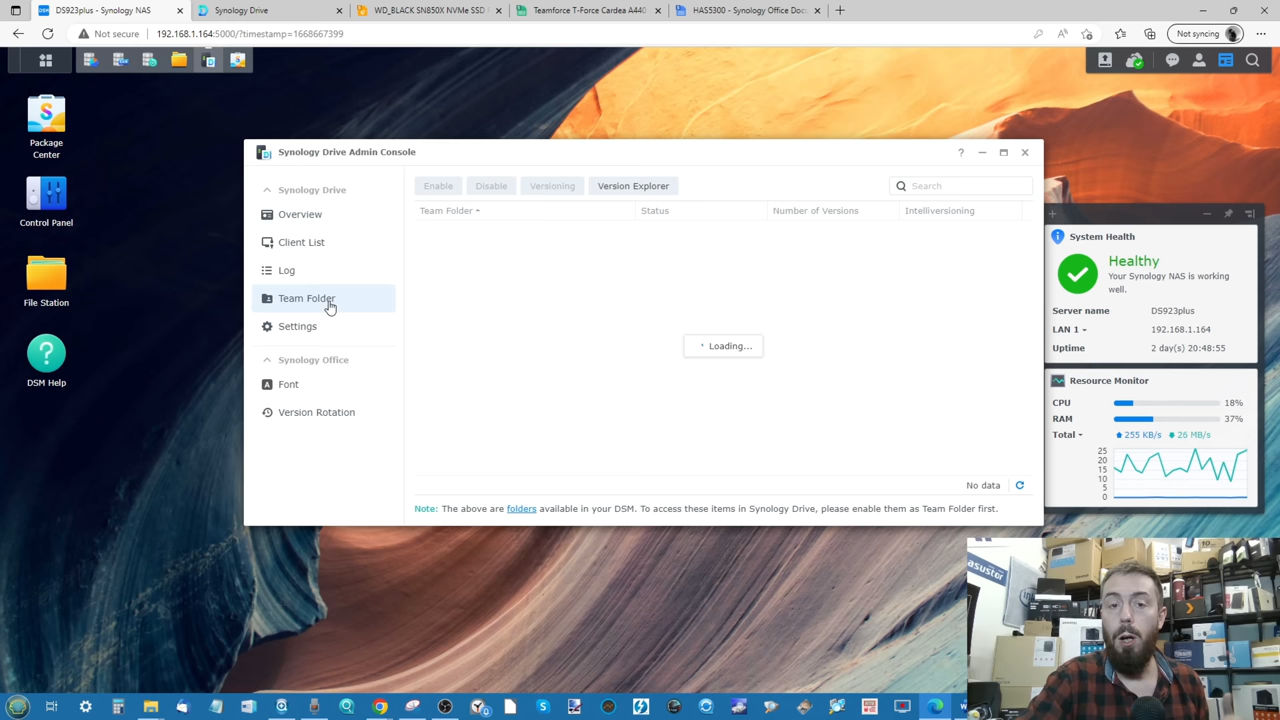 DS923plus - Synology NAS
Synology Drive
WD_BLACK SN850X NVMe SSD
Teamforce T-Force Cardea A440
HAS5300 - Synology Office Docu
Not secure
192.168.1.164:5000/?timestamp=1668667399
Not syncing
Package
Center
Control Panel
File Station
DSM Help
Synology Drive Admin Console
Synology Drive
Overview
Client List
Log
Team Folder
Settings
Synology Office
Font
Version Rotation
Enable
Disable
Versioning
Version Explorer
Search
Team Folder
Status
Number of Versions
Intelliversioning
Loading...
No data
Note: The above are folders available in your DSM. To access these items in Synology Drive, please enable them as Team Folder first.
System Health
Healthy
Your Synology NAS is working
well.
Server name DS923plus
LAN 1 192.168.1.164
Uptime 2 day(s) 20:48:55
Resource Monitor
CPU 18%
RAM 37%
Total 255 KB/s 26 MB/s
25
20
15
10
5
0
asustor